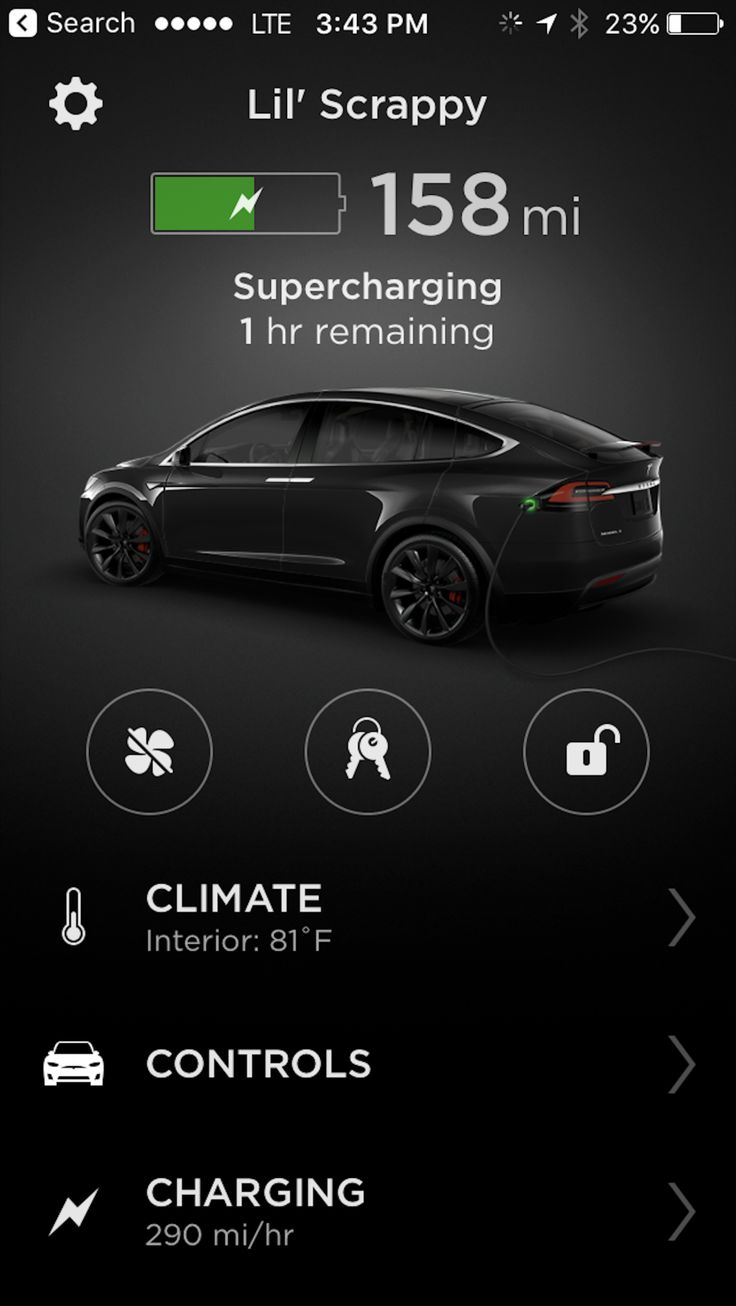 Search LTE 3:43 PM 23%
Lil' Scrappy
158 mi
Supercharging
1 hr remaining
CLIMATE
Interior: 81°F
CONTROLS
CHARGING
290 mi/hr